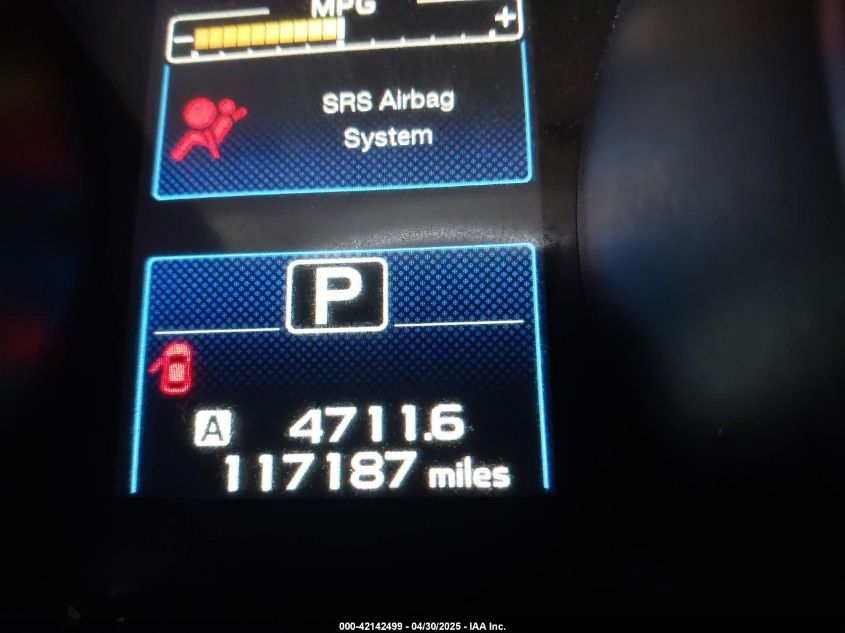 MPG
- +
SRS Airbag
System
P
A 4711.6
117187 miles
000-42142499 - 04/30/2025 - IAA Inc.